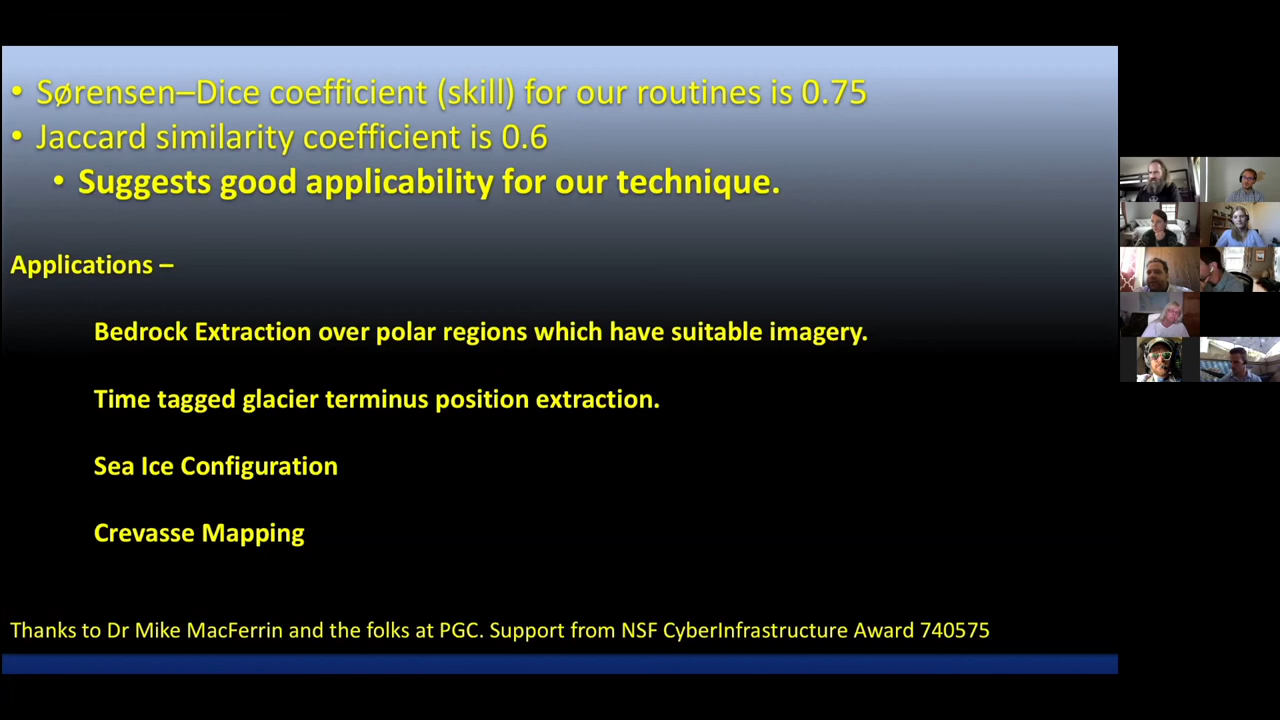 • Sørensen–Dice coefficient (skill) for our routines is 0.75
• Jaccard similarity coefficient is 0.6
• Suggests good applicability for our technique.
Applications –
Bedrock Extraction over polar regions which have suitable imagery.
Time tagged glacier terminus position extraction.
Sea Ice Configuration
Crevasse Mapping
Thanks to Dr Mike MacFerrin and the folks at PGC. Support from NSF CyberInfrastructure Award 740575